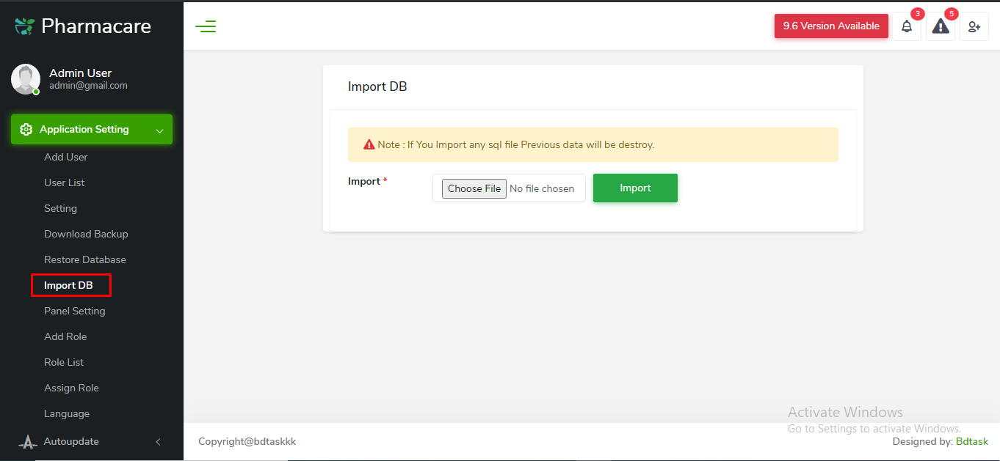 Pharmacare
9.6 Version Available
3
5
Admin User
admin@gmail.com
Application Setting
Add User
User List
Setting
Download Backup
Restore Database
Import DB
Panel Setting
Add Role
Role List
Assign Role
Language
Autoupdate
Import DB
Note : If You Import any sql file Previous data will be destroy.
Import *
Choose File No file chosen
Import
Activate Windows
Go to Settings to activate Windows.
Copyright@bdtaskkk
Designed by: Bdtask